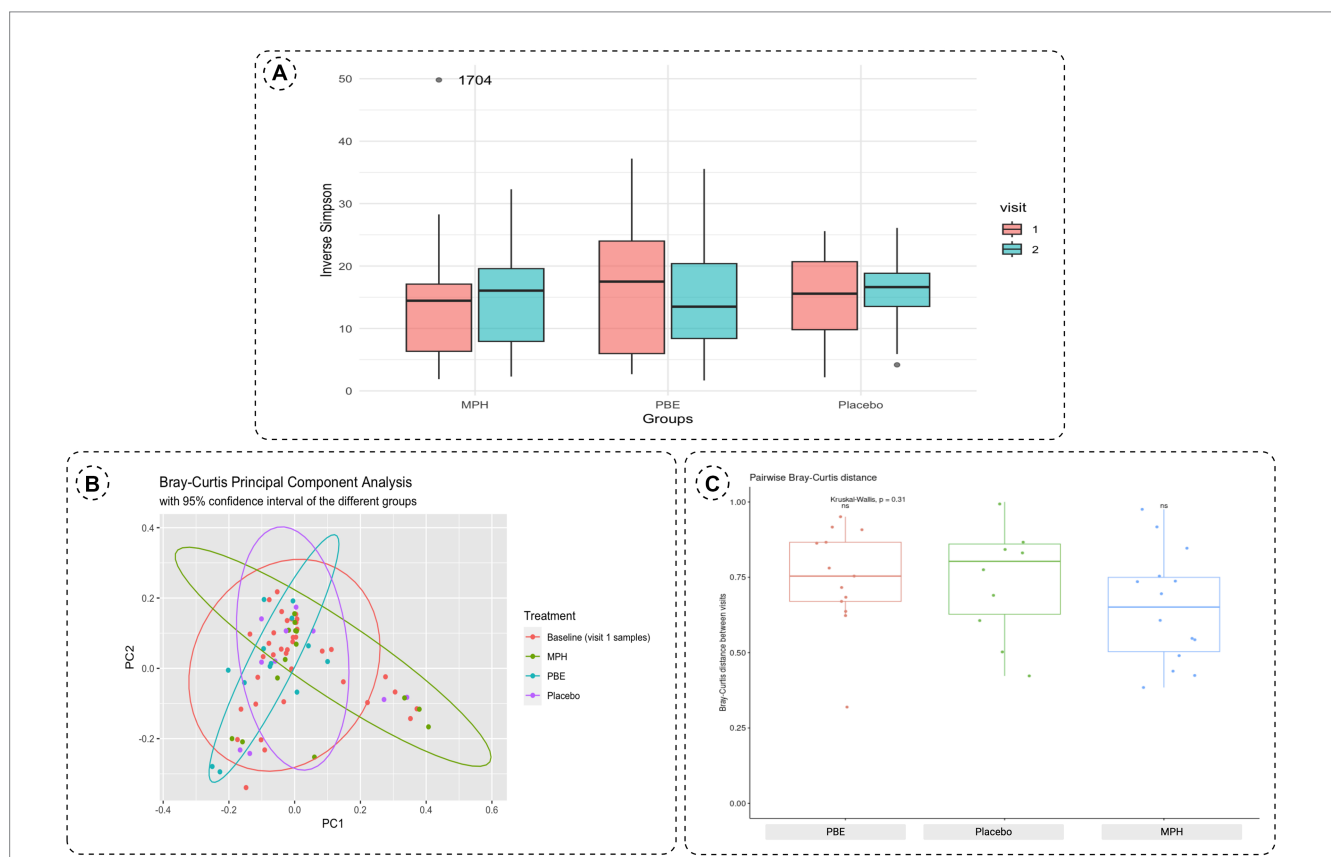 A
50
1704
40
30
20
10
0
Inverse Simpson
MPH
PBE
Placebo
Groups
visit
1
2
B
Bray-Curtis Principal Component Analysis
with 95% confidence interval of the different groups
0.4
0.2
0.0
-0.2
PC2
-0.4
-0.2
0.0
0.2
0.4
0.6
PC1
Treatment
Baseline (visit 1 samples)
MPH
PBE
Placebo
C
Pairwise Bray-Curtis distance
Kruskal-Wallis, p = 0.31
ns
ns
1.00
0.75
0.50
0.25
0.00
Bray-Curtis distance between visits
PBE
Placebo
MPH